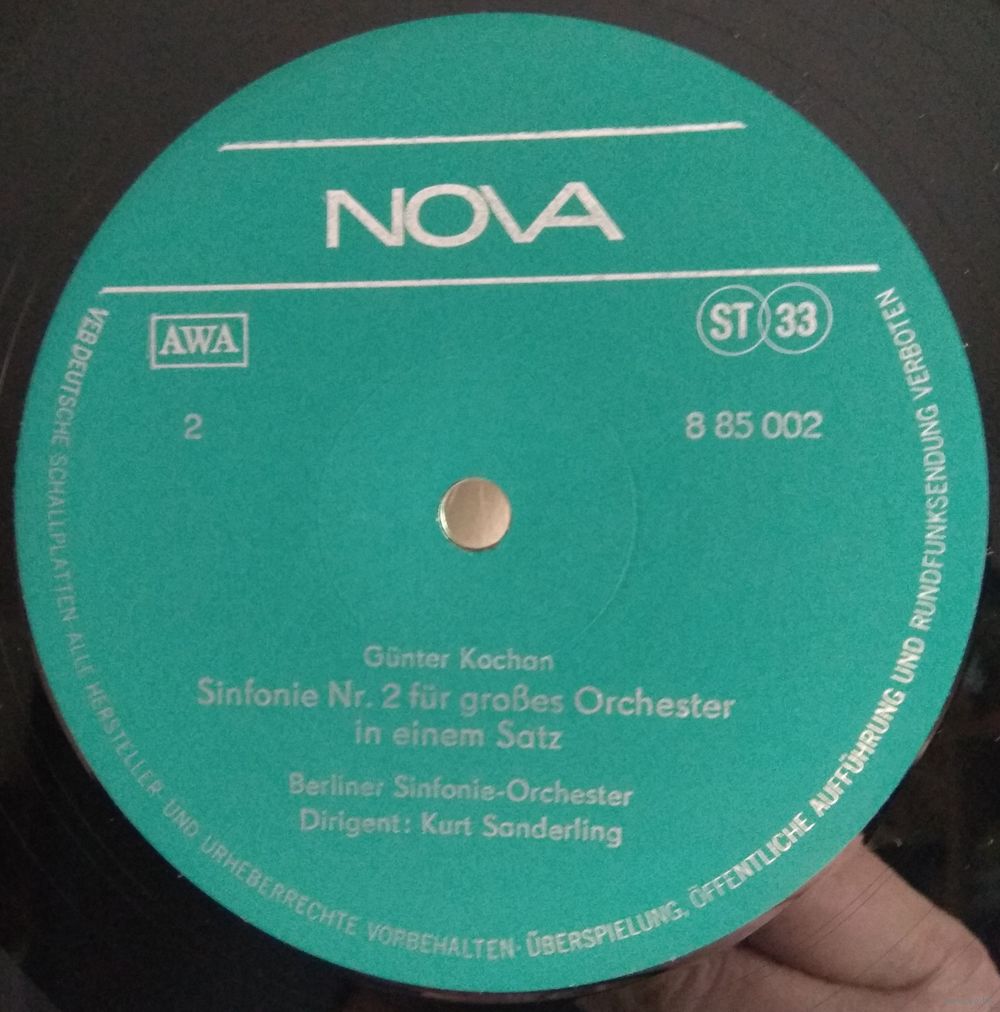 NOVA
AWA
ST 33
2
8 85 002
Günter Kochan
Sinfonie Nr. 2 für großes Orchester
in einem Satz
Berliner Sinfonie-Orchester
Dirigent: Kurt Sanderling
VEB DEUTSCHE SCHALLPLATTEN ALLE HERSTELLER- UND URHEBERRECHTE VORBEHALTEN· ÜBERSPIELUNG, ÖFFENTLICHE AUFFÜHRUNG UND RUNDFUNKSENDUNG VERBOTEN